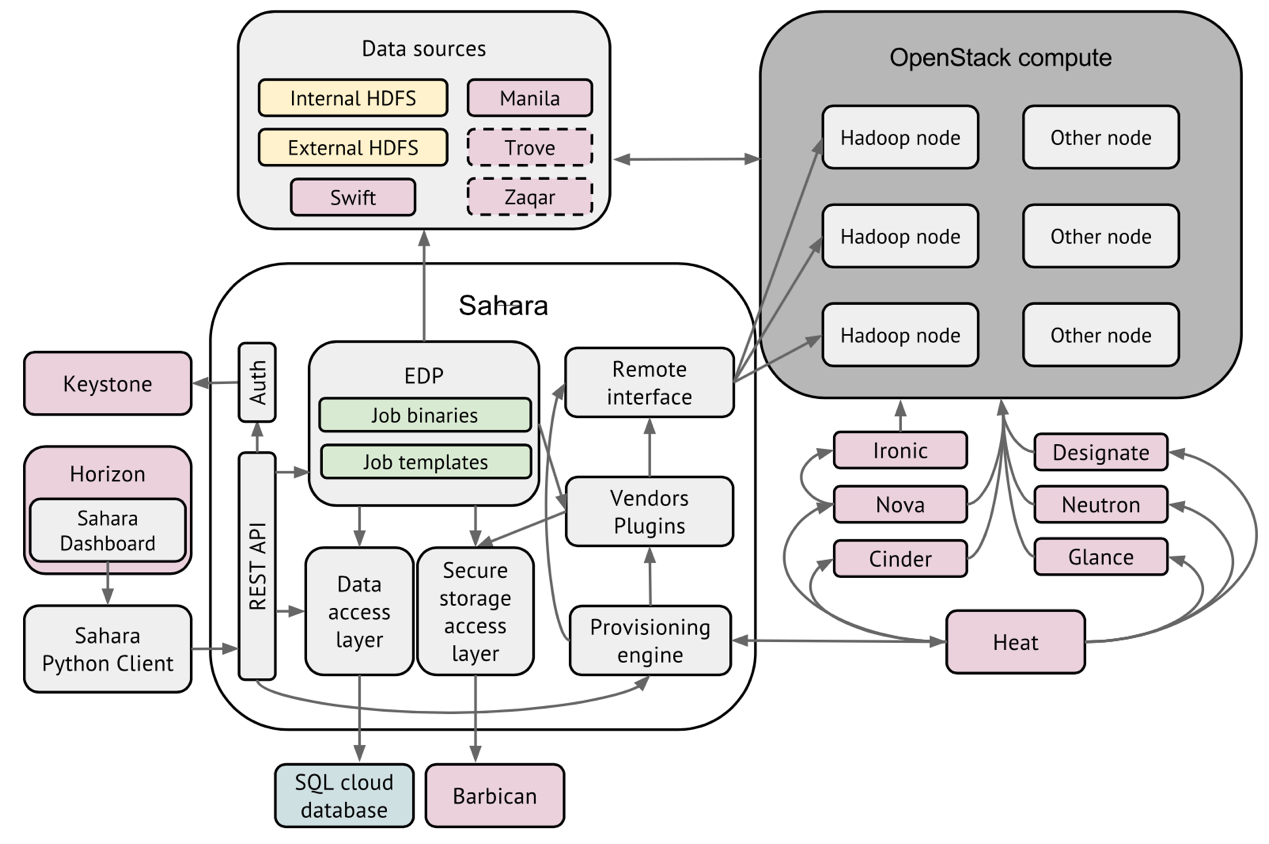 Data sources
Internal HDFS
Manila
External HDFS
Trove
Swift
Zaqar
OpenStack compute
Hadoop node
Other node
Hadoop node
Other node
Hadoop node
Other node
Sahara
Keystone
Auth
EDP
Job binaries
Job templates
Remote
interface
Horizon
Sahara
Dashboard
REST API
Vendors
Plugins
Ironic
Designate
Nova
Neutron
Cinder
Glance
Sahara
Python Client
Data
access
layer
Secure
storage
access
layer
Provisioning
engine
Heat
SQL cloud
database
Barbican